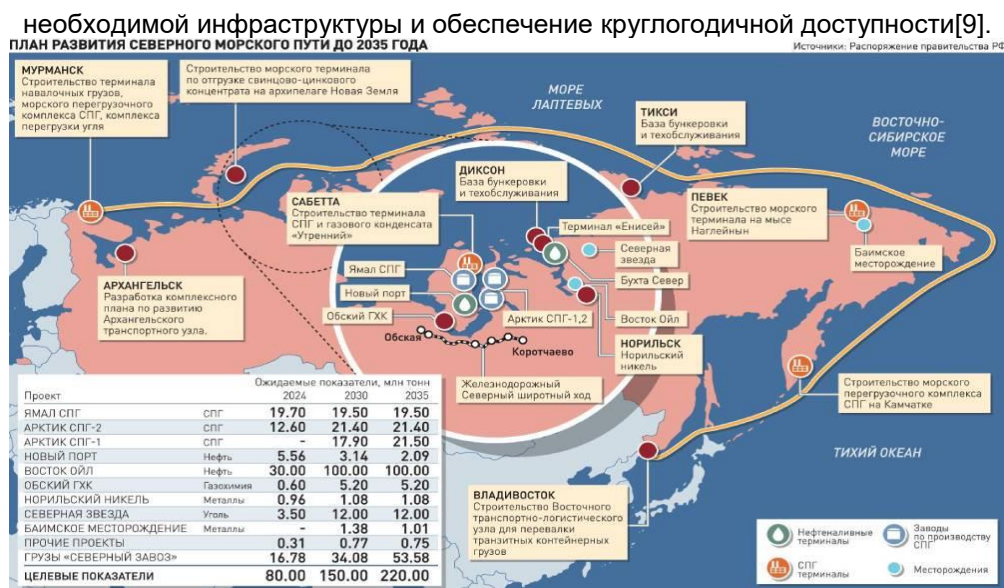 необходимой инфраструктуры и обеспечение круглогодичной доступности[9].
ПЛАН РАЗВИТИЯ СЕВЕРНОГО МОРСКОГО ПУТИ ДО 2035 ГОДА
Источники: Распоряжение правительства РФ
МУРМАНСК
Строительство терминала
навалочных грузов,
морского перегрузочного
комплекса СПГ, комплекса
перегрузки угля
Строительство морского терминала
по отгрузке свинцово-цинкового
концентрата на архипелаге Новая Земля
МОРЕ
ЛАПТЕВЫХ
ТИКСИ
База бункеровки
и техобслуживания
ВОСТОЧНО-
СИБИРСКОЕ
МОРЕ
ДИКСОН
База бункеровки
и техобслуживания
САБЕТТА
Строительство терминала
СПГ и газового конденсата
«Утренний»
ПЕВЕК
Строительство морского
терминала на мысе
Наглейнын
Терминал «Енисей»
Северная
звезда
Баимское
месторождение
Ямал СПГ
Бухта Север
АРХАНГЕЛЬСК
Разработка комплексного
плана по развитию
Архангельского
транспортного узла.
Новый порт
Обский ГХК
Арктик СПГ-1,2
Восток Ойл
Обская
Коротчаево
НОРИЛЬСК
Норильский
никель
Железнодорожный
Северный широтный ход
Строительство морского
перегрузочного комплекса
СПГ на Камчатке
ТИХИЙ ОКЕАН
ВЛАДИВОСТОК
Строительство Восточного
транспортно-логистического
узла для перевалки
транзитных контейнерных
грузов
Ожидаемые показатели, млн тонн
Проект 2024 2030 2035
ЯМАЛ СПГ СПГ 19.70 19.50 19.50
АРКТИК СПГ-2 СПГ 12.60 21.40 21.40
АРКТИК СПГ-1 СПГ - 17.90 21.50
НОВЫЙ ПОРТ Нефть 5.56 3.14 2.09
ВОСТОК ОЙЛ Нефть 30.00 100.00 100.00
ОБСКИЙ ГХК Газохимия 0.60 5.20 5.20
НОРИЛЬСКИЙ НИКЕЛЬ Металлы 0.96 1.08 1.08
СЕВЕРНАЯ ЗВЕЗДА Уголь 3.50 12.00 12.00
БАИМСКОЕ МЕСТОРОЖДЕНИЕ Металлы - 1.38 1.01
ПРОЧИЕ ПРОЕКТЫ 0.31 0.77 0.75
ГРУЗЫ «СЕВЕРНЫЙ ЗАВОЗ» 16.78 34.08 53.58
ЦЕЛЕВЫЕ ПОКАЗАТЕЛИ 80.00 150.00 220.00
Нефтеналивные
терминалы
Заводы
по производству
СПГ
СПГ
терминалы
Месторождения